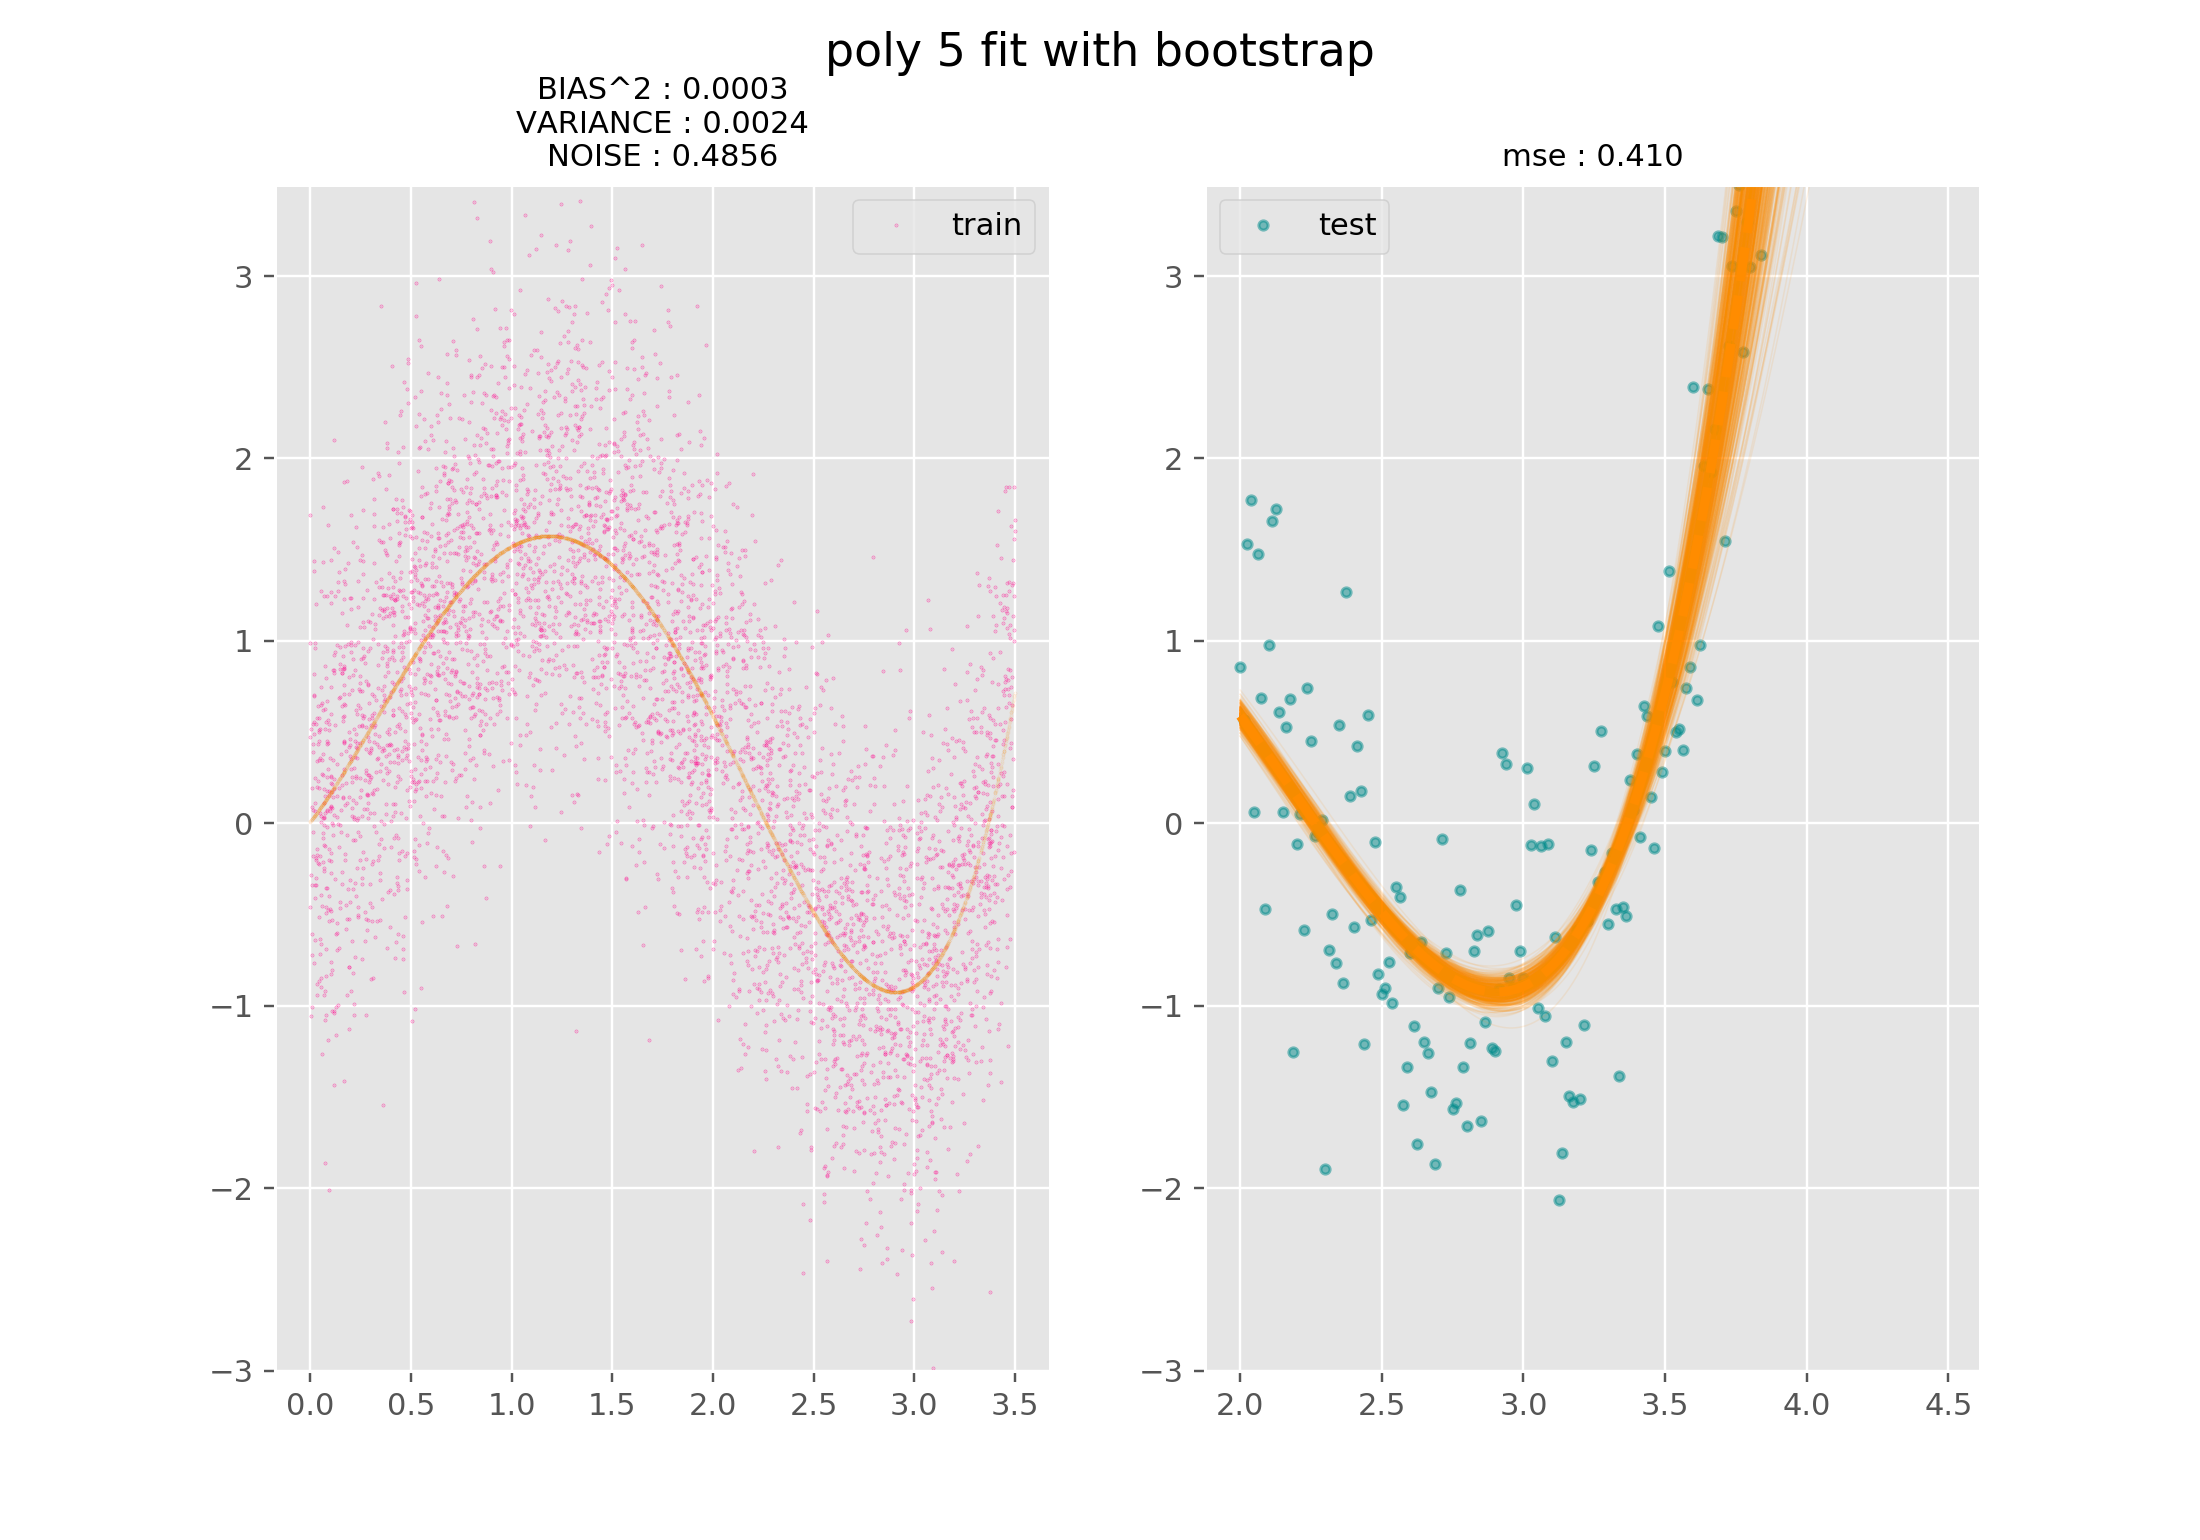 poly 5 fit with bootstrap
BIAS^2 : 0.0003
VARIANCE : 0.0024
NOISE : 0.4856
train
3
2
1
0
−1
−2
−3
0.0 0.5 1.0 1.5 2.0 2.5 3.0 3.5
mse : 0.410
test
3
2
1
0
−1
−2
−3
2.0 2.5 3.0 3.5 4.0 4.5